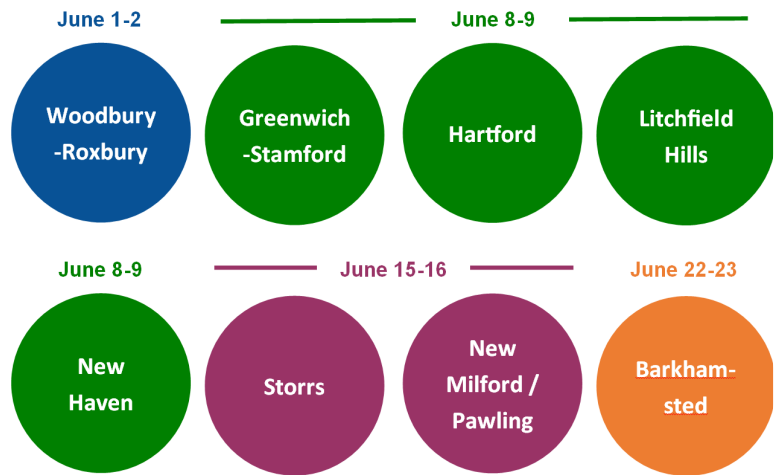 June 1-2
June 8-9
Woodbury
-Roxbury
Greenwich
-Stamford
Hartford
Litchfield
Hills
June 8-9
June 15-16
June 22-23
New
Haven
Storrs
New
Milford /
Pawling
Barkham-
sted